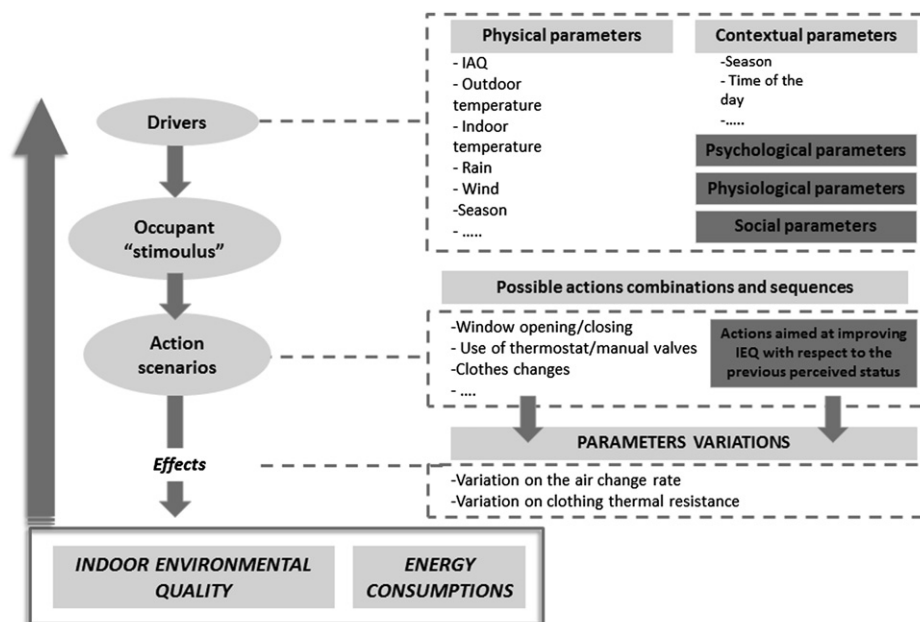 Drivers
Occupant
“stimoulus”
Action
scenarios
Effects
INDOOR ENVIRONMENTAL
QUALITY
ENERGY
CONSUMPTIONS
Physical parameters
- IAQ
- Outdoor
temperature
- Indoor
temperature
- Rain
- Wind
-Season
- .....
Contextual parameters
-Season
- Time of the
day
-.....
Psychological parameters
Physiological parameters
Social parameters
Possible actions combinations and sequences
-Window opening/closing
- Use of thermostat/manual valves
-Clothes changes
- ....
Actions aimed at improving
IEQ with respect to the
previous perceived status
PARAMETERS VARIATIONS
-Variation on the air change rate
-Variation on clothing thermal resistance